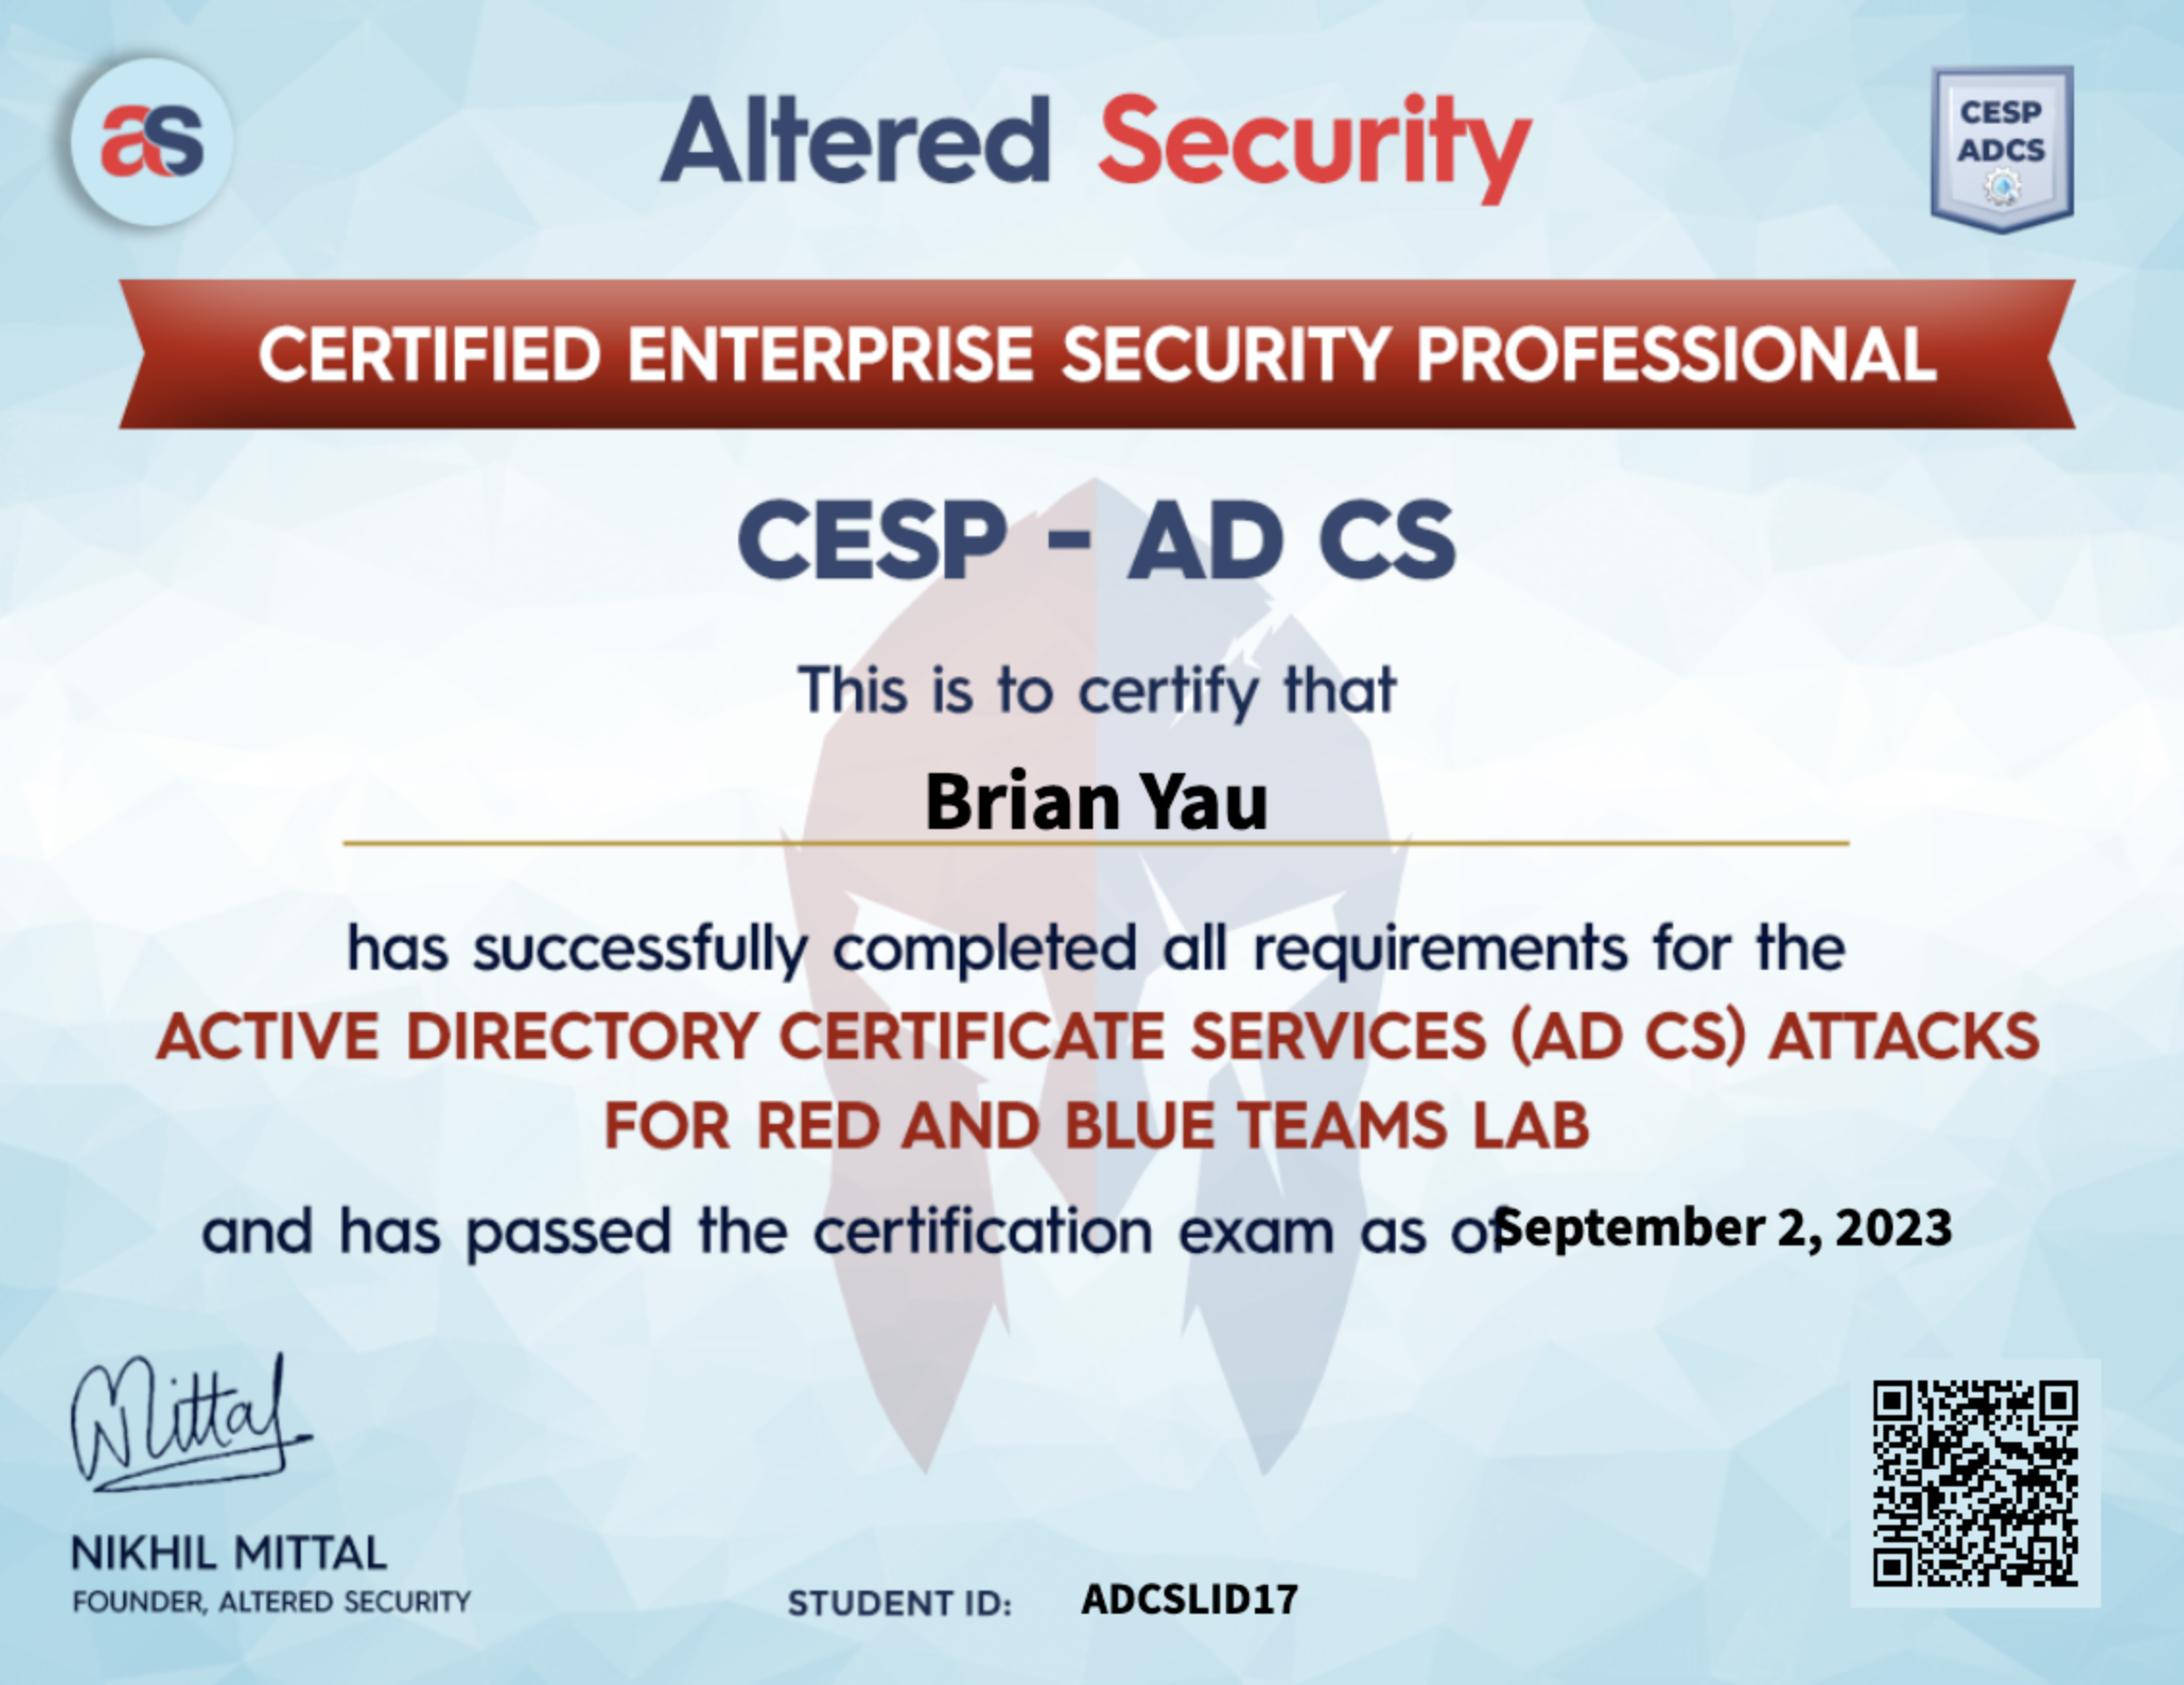 as
Altered Security
CESP
ADCS
CERTIFIED ENTERPRISE SECURITY PROFESSIONAL
CESP - AD CS
This is to certify that
Brian Yau
has successfully completed all requirements for the
ACTIVE DIRECTORY CERTIFICATE SERVICES (AD CS) ATTACKS
FOR RED AND BLUE TEAMS LAB
and has passed the certification exam as of September 2, 2023
NMittal
NIKHIL MITTAL
FOUNDER, ALTERED SECURITY
STUDENT ID: ADCSLID17